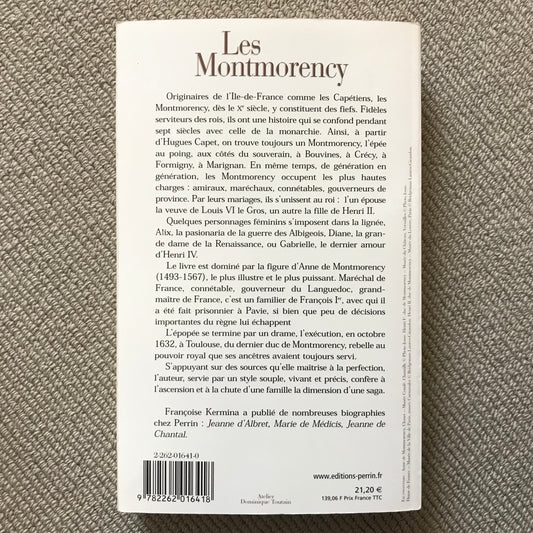 Les
Montmorency
Originaires de l'Ile-de-France comme les Capétiens, les
Montmorency, dès le Xe siècle, y constituent des fiefs. Fidèles
serviteurs des rois, ils ont une histoire qui se confond pendant
sept siècles avec celle de la monarchie. Ainsi, à partir
d'Hugues Capet, on trouve toujours un Montmorency, l'épée
au poing, aux côtés du souverain, à Bouvines, à Crécy, à
Formigny, à Marignan. En même temps, de génération en
génération, les Montmorency occupent les plus hautes
charges : amiraux, maréchaux, connétables, gouverneurs de
province. Par leurs mariages, ils s'unissent au roi : l'un épouse
la veuve de Louis VI le Gros, un autre la fille de Henri II.
Quelques personnages féminins s'imposent dans la lignée,
Alix, la pasionaria de la guerre des Albigeois, Diane, la gran-
de dame de la Renaissance, ou Gabrielle, le dernier amour
d'Henri IV.
Le livre est dominé par la figure d'Anne de Montmorency
(1493-1567), le plus illustre et le plus puissant. Maréchal de
France, connétable, gouverneur du Languedoc, grand-
maître de France, c'est un familier de François Ier, avec qui il
a été fait prisonnier à Pavie, si bien que peu de décisions
importantes du règne lui échappent
L'épopée se termine par un drame, l'exécution, en octobre
1632, à Toulouse, du dernier duc de Montmorency, rebelle au
pouvoir royal que ses ancêtres avaient toujours servi.
S'appuyant sur des sources qu'elle maîtrise à la perfection,
l'auteur, servie par un style souple, vivant et précis, confère à
l'ascension et à la chute d'une famille la dimension d'une saga.
Françoise Kermina a publié de nombreuses biographies
chez Perrin : Jeanne d'Albret, Marie de Médicis, Jeanne de
Chantal.
2-262-01641-0
9 782262 016418
Atelier
Dominique Toutain
www.editions-perrin.fr
21,20 €
139,06 F Prix France TTC